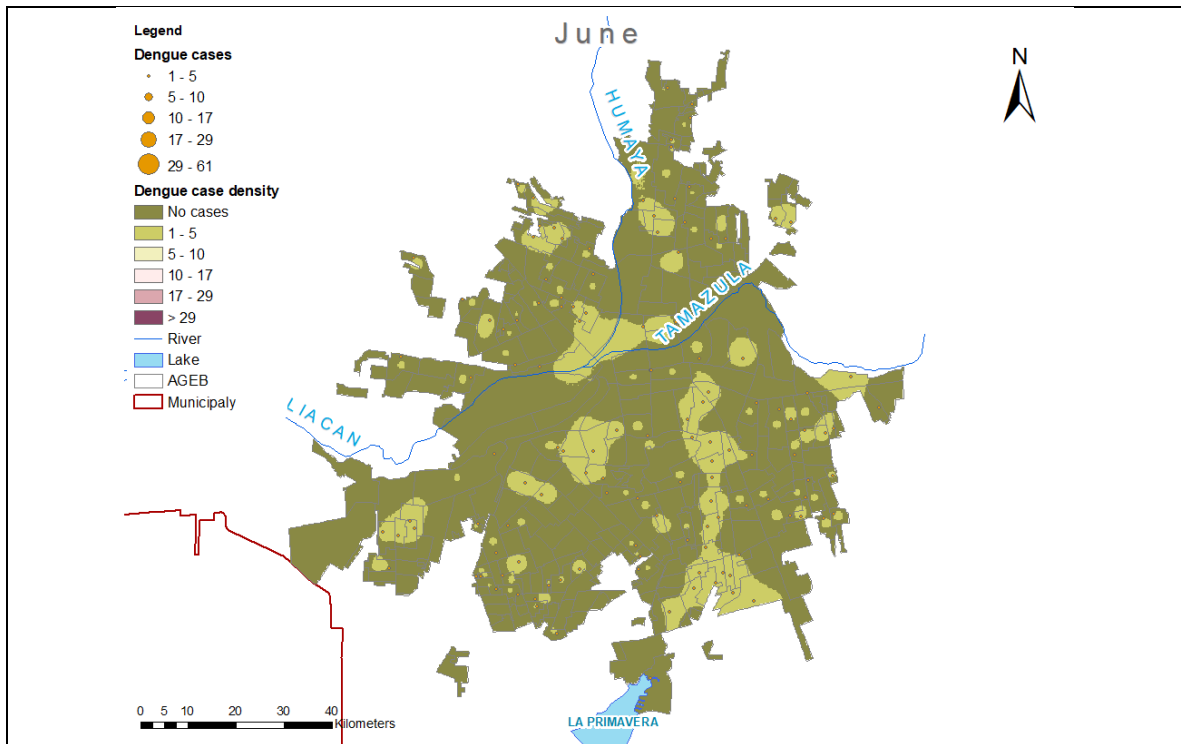 June
Legend
Dengue cases
1 - 5
5 - 10
10 - 17
17 - 29
29 - 61
Dengue case density
No cases
1 - 5
5 - 10
10 - 17
17 - 29
> 29
River
Lake
AGEB
Municipaly
N
HUMAYA
TAMAZULA
LIACAN
LA PRIMAVERA
0 5 10 20 30 40
Kilometers